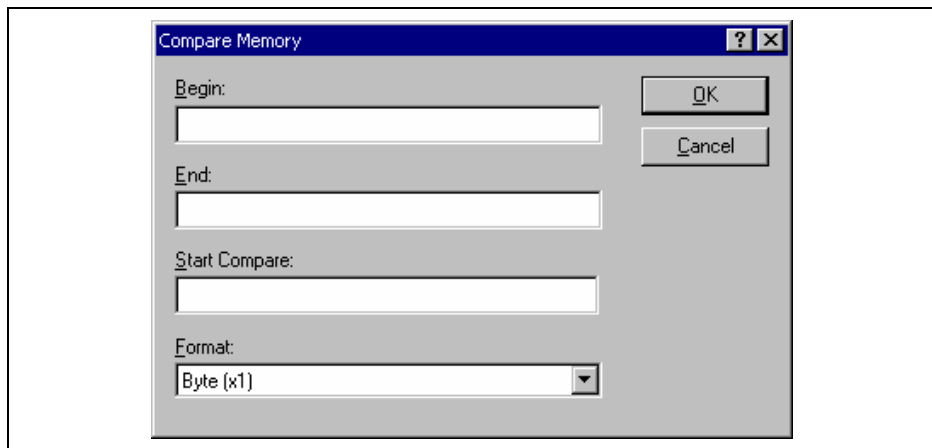 Compare Memory
Begin:
OK
Cancel
End:
Start Compare:
Format:
Byte (x1)